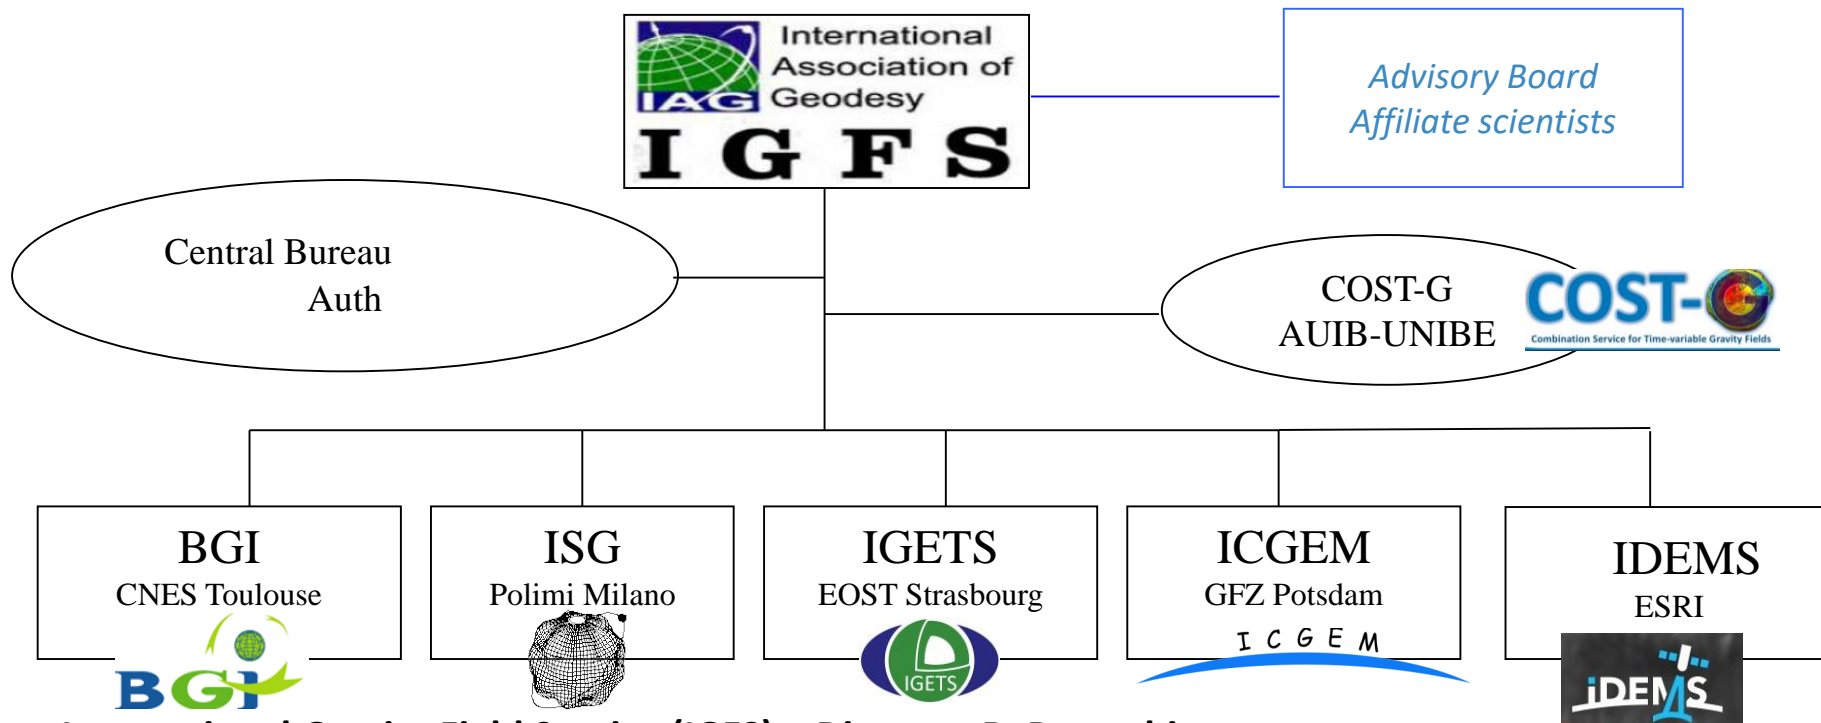 International
Association of
Geodesy
IAG
IGFS
Advisory Board
Affiliate scientists
Central Bureau
Auth
COST-G
AUIB-UNIBE
COST-G
Combination Service for Time-variable Gravity Fields
BGI
CNES Toulouse
BGI
ISG
Polimi Milano
IGETS
EOST Strasbourg
IGETS
ICGEM
GFZ Potsdam
ICGEM
IDEMS
ESRI
iDEMS